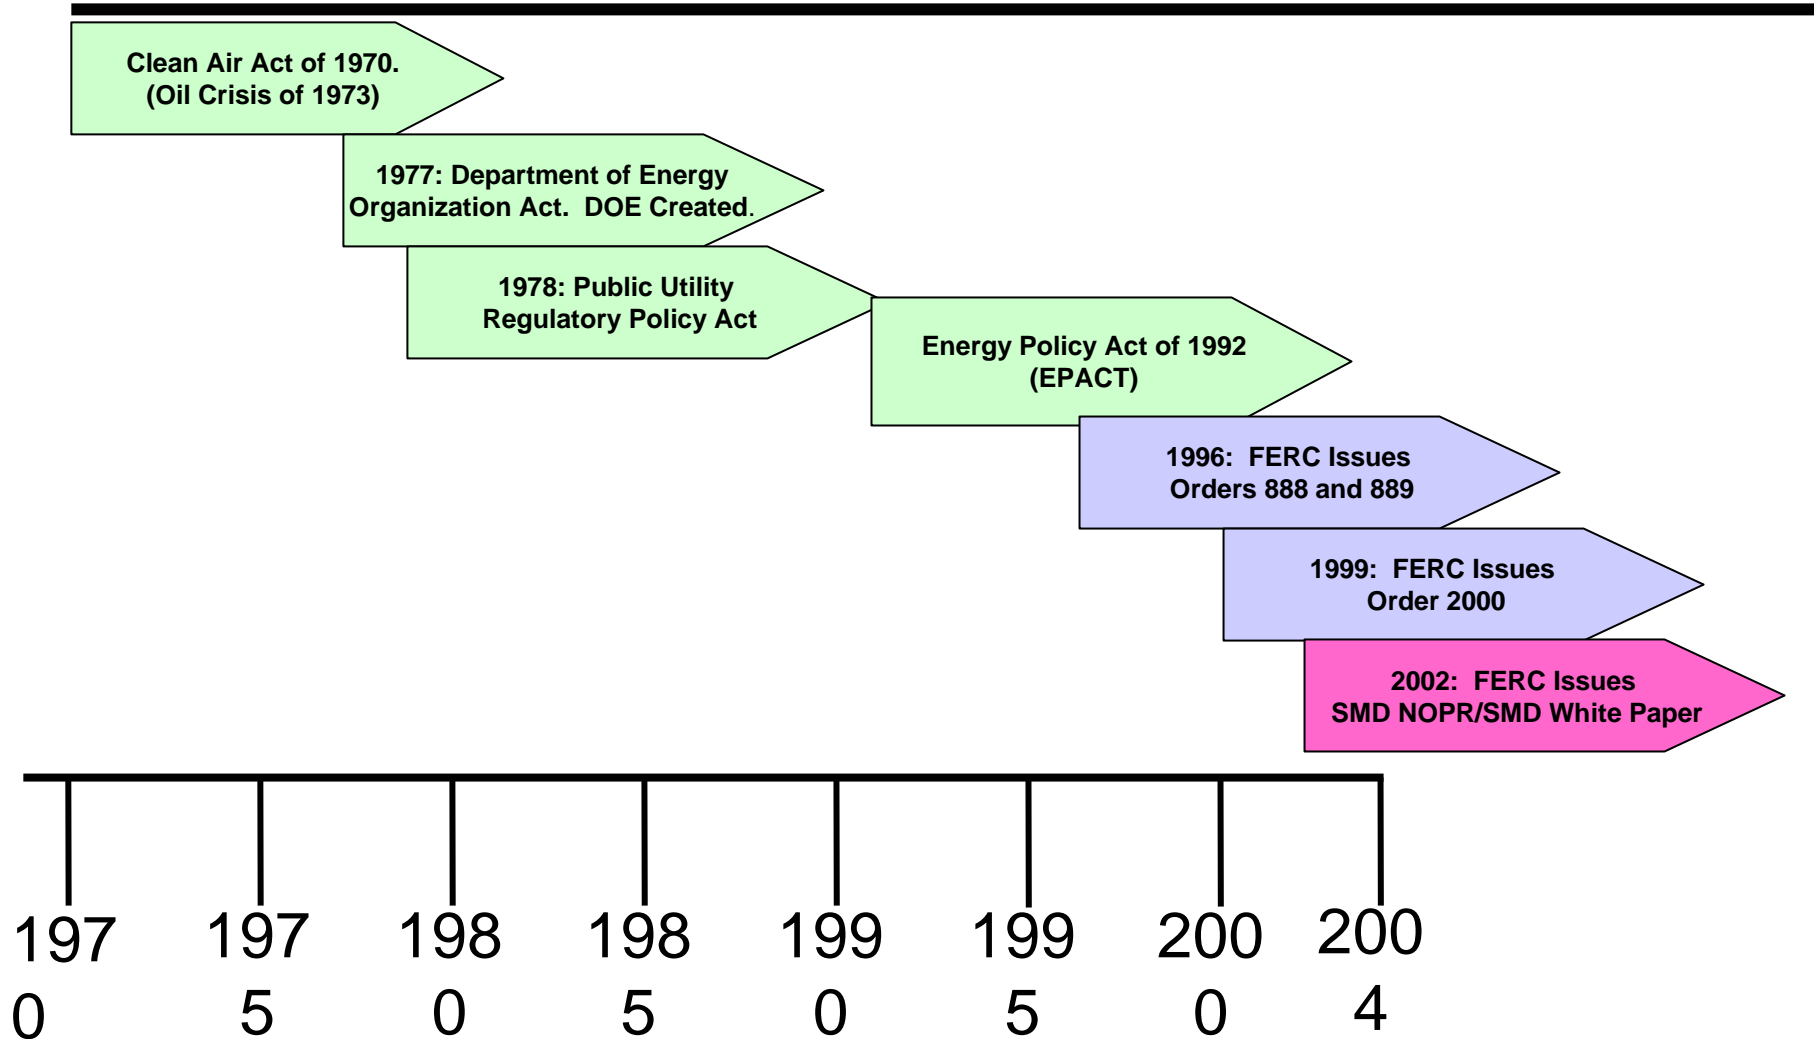 Clean Air Act of 1970.
(Oil Crisis of 1973)
1977: Department of Energy
Organization Act.  DOE Created.
1978: Public Utility
Regulatory Policy Act
Energy Policy Act of 1992
(EPACT)
1996:  FERC Issues
Orders 888 and 889
1999:  FERC Issues
Order 2000
2002:  FERC Issues
SMD NOPR/SMD White Paper
197 197 198 198 199 199 200 200
0 5 0 5 0 5 0 4